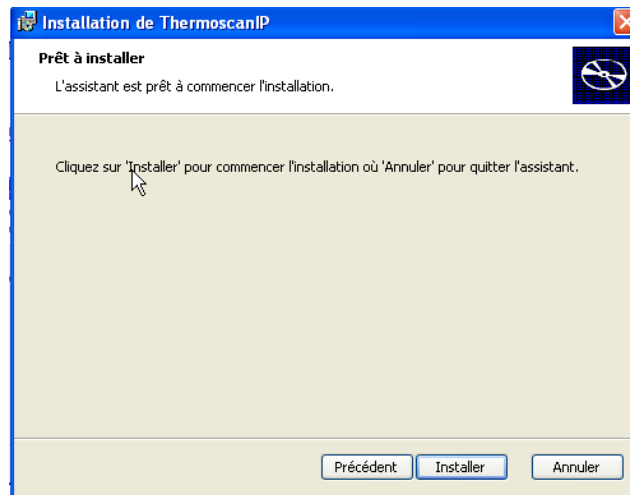 Installation de ThermoscanIP
Prêt à installer
L'assistant est prêt à commencer l'installation.
Cliquez sur 'Installer' pour commencer l'installation où 'Annuler' pour quitter l'assistant.
Précédent Installer Annuler